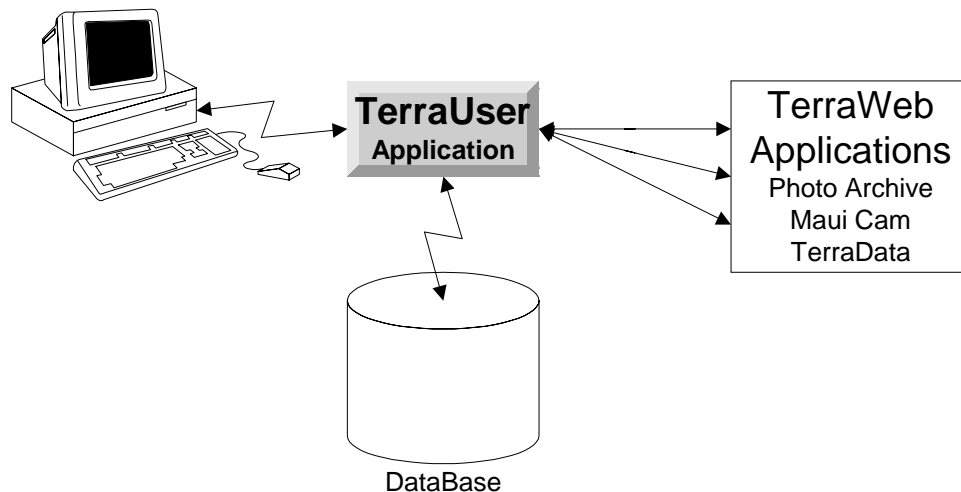 TerraUser
Application
TerraWeb
Applications
Photo Archive
Maui Cam
TerraData
DataBase